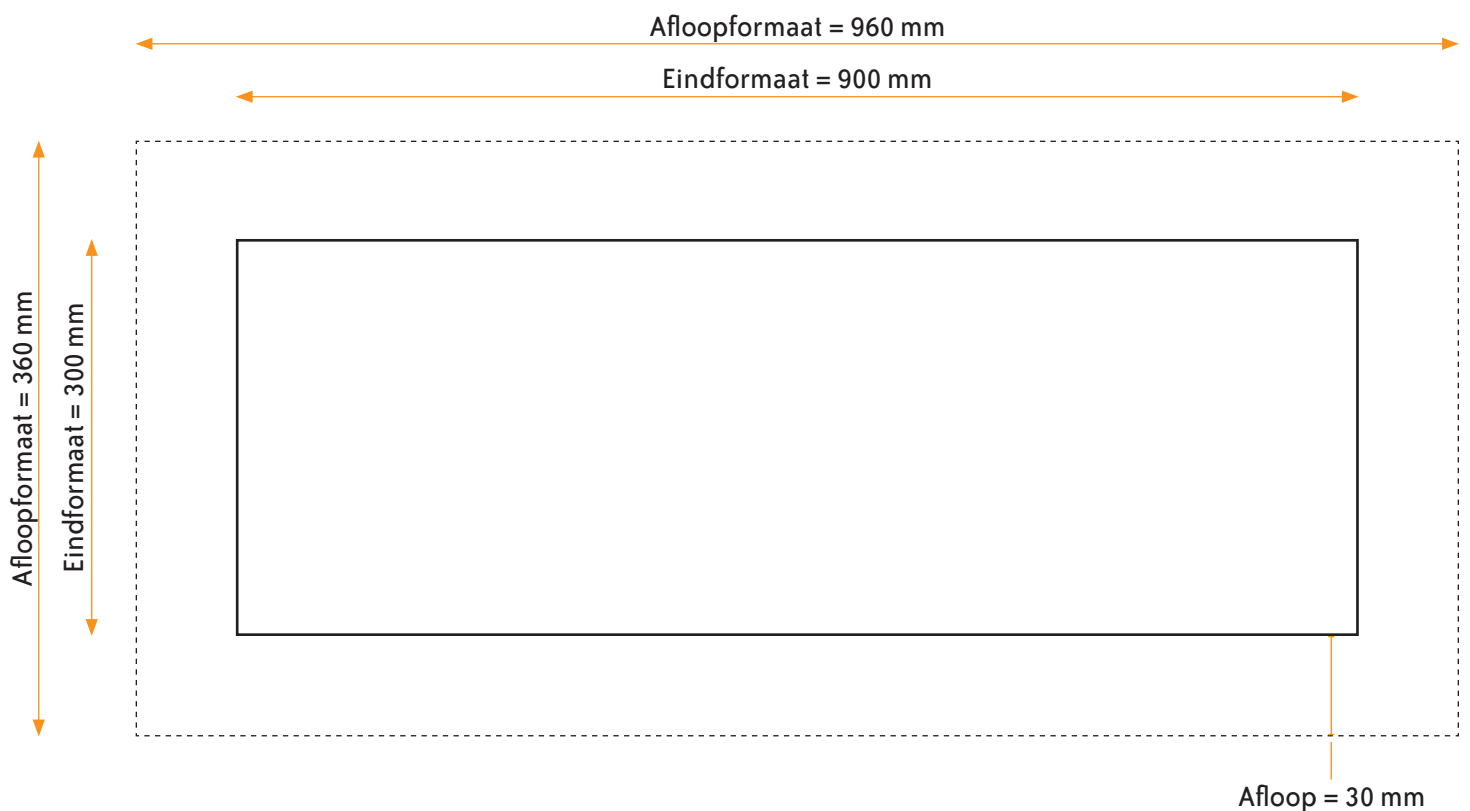 Afloopformaat = 960 mm
Eindformaat = 900 mm
Afloopformaat = 360 mm
Eindformaat = 300 mm
Afloop = 30 mm